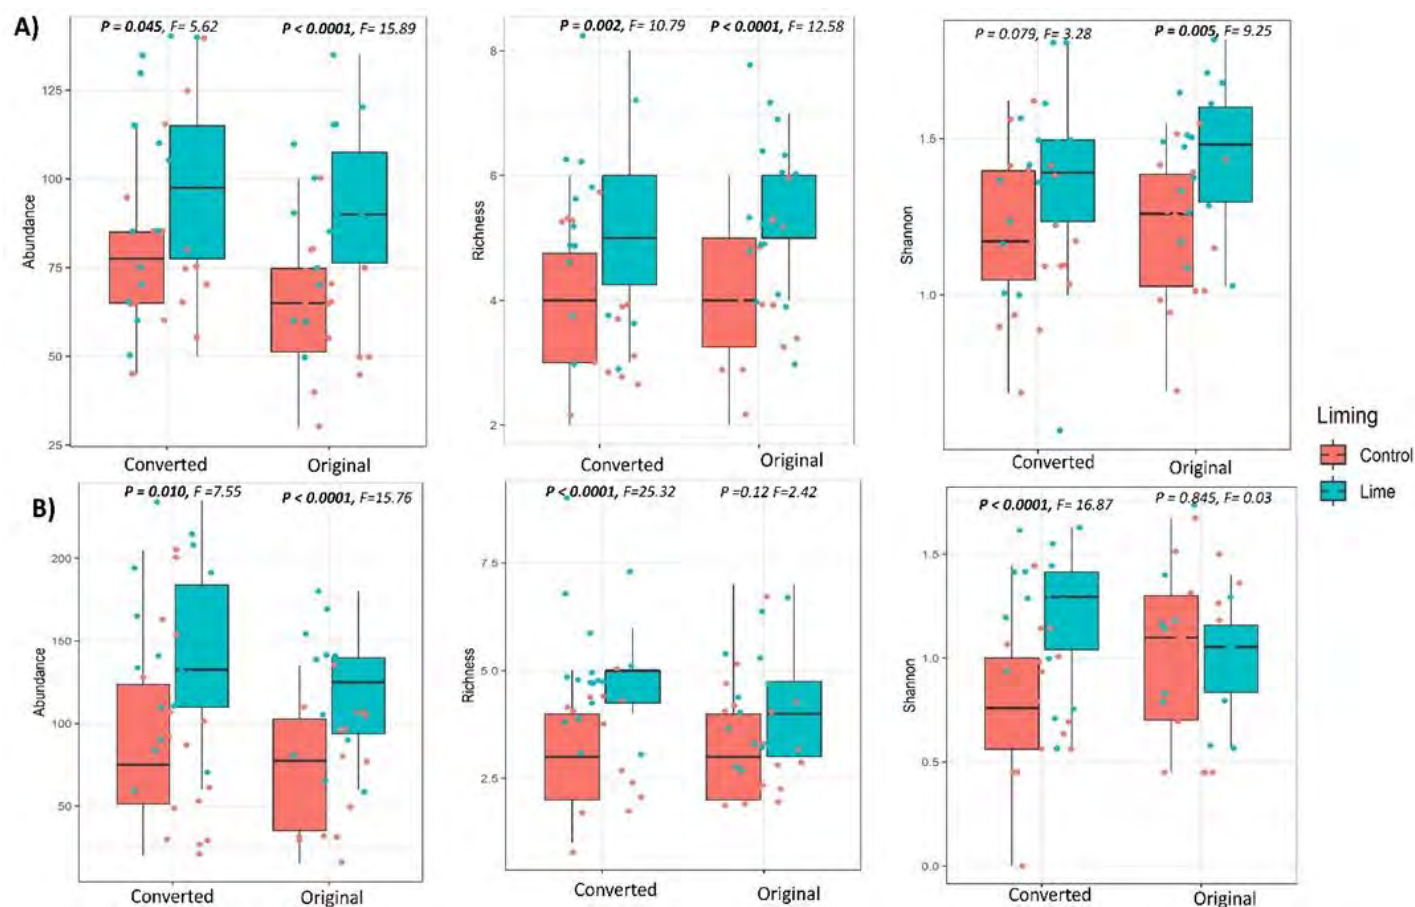 A)
P = 0.045, F= 5.62
P < 0.0001, F= 15.89
Abundance
125
100
75
50
25
Converted
Original
P = 0.002, F= 10.79
P < 0.0001, F= 12.58
Richness
8
6
4
2
Converted
Original
P = 0.079, F= 3.28
P = 0.005, F= 9.25
Shannon
1.5
1.0
Converted
Original
Liming
Control
Lime
B)
P = 0.010, F=7.55
P < 0.0001, F=15.76
Abundance
200
150
100
50
Converted
Original
P < 0.0001, F=25.32
P =0.12 F=2.42
Richness
7.5
5.0
2.5
Converted
Original
P < 0.0001, F= 16.87
P = 0.845, F= 0.03
Shannon
1.5
1.0
0.5
0.0
Converted
Original